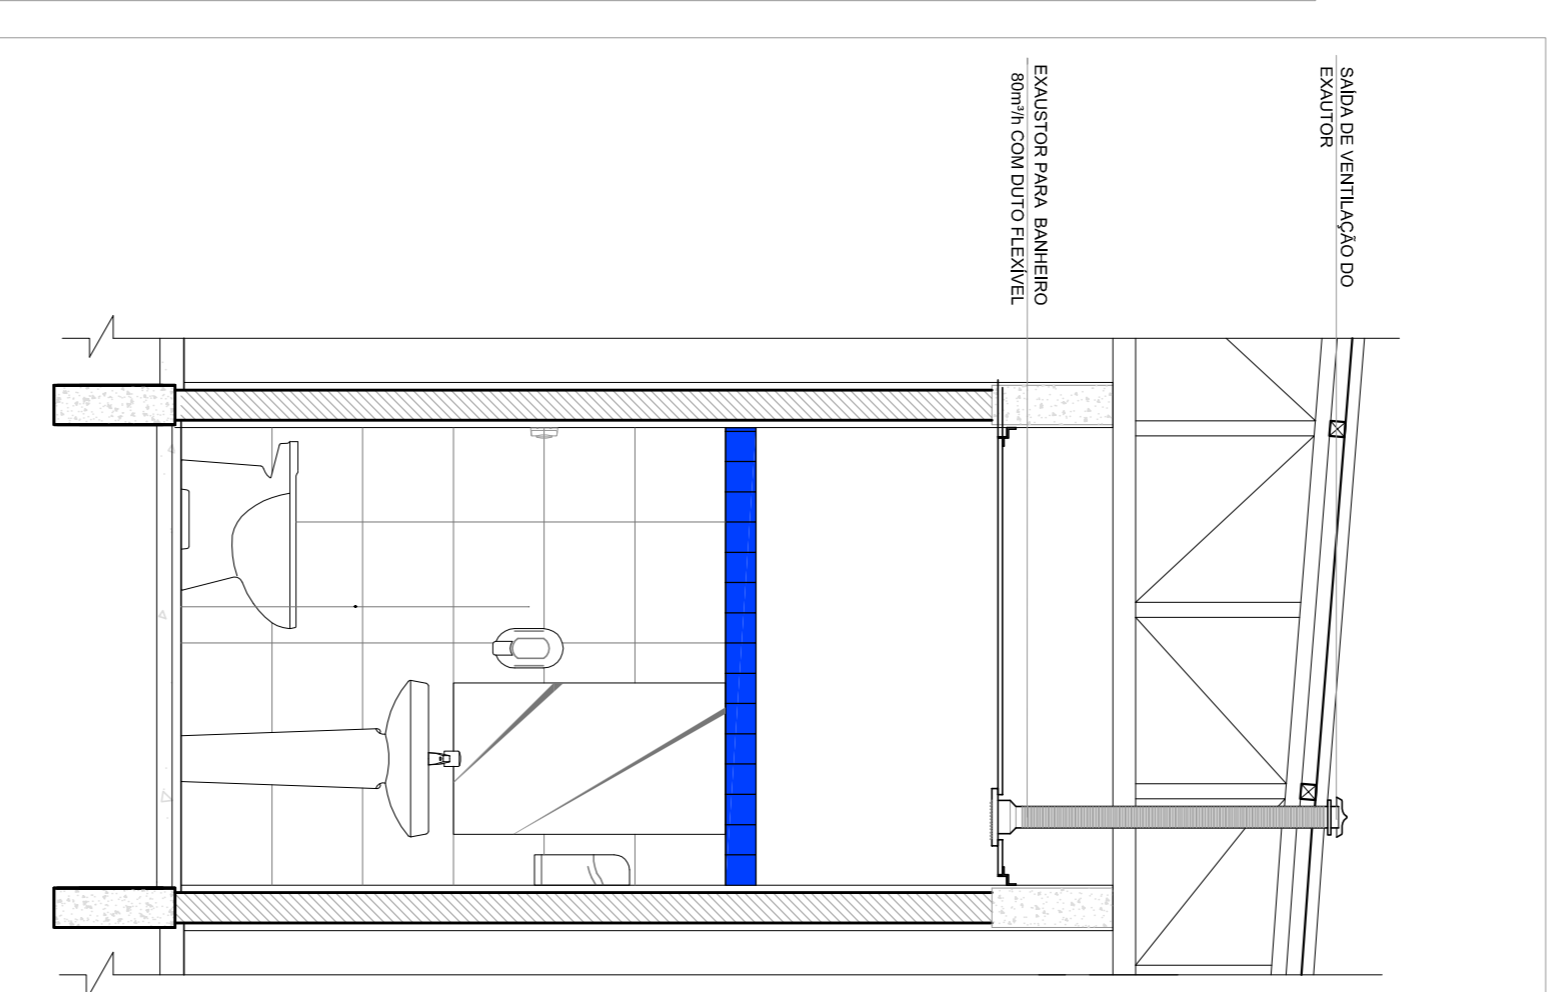 SAÍDA DE VENTILAÇÃO DO
EXAUTOR
EXAUSTOR PARA BANHEIRO
80m³/h COM DUTO FLEXÍVEL